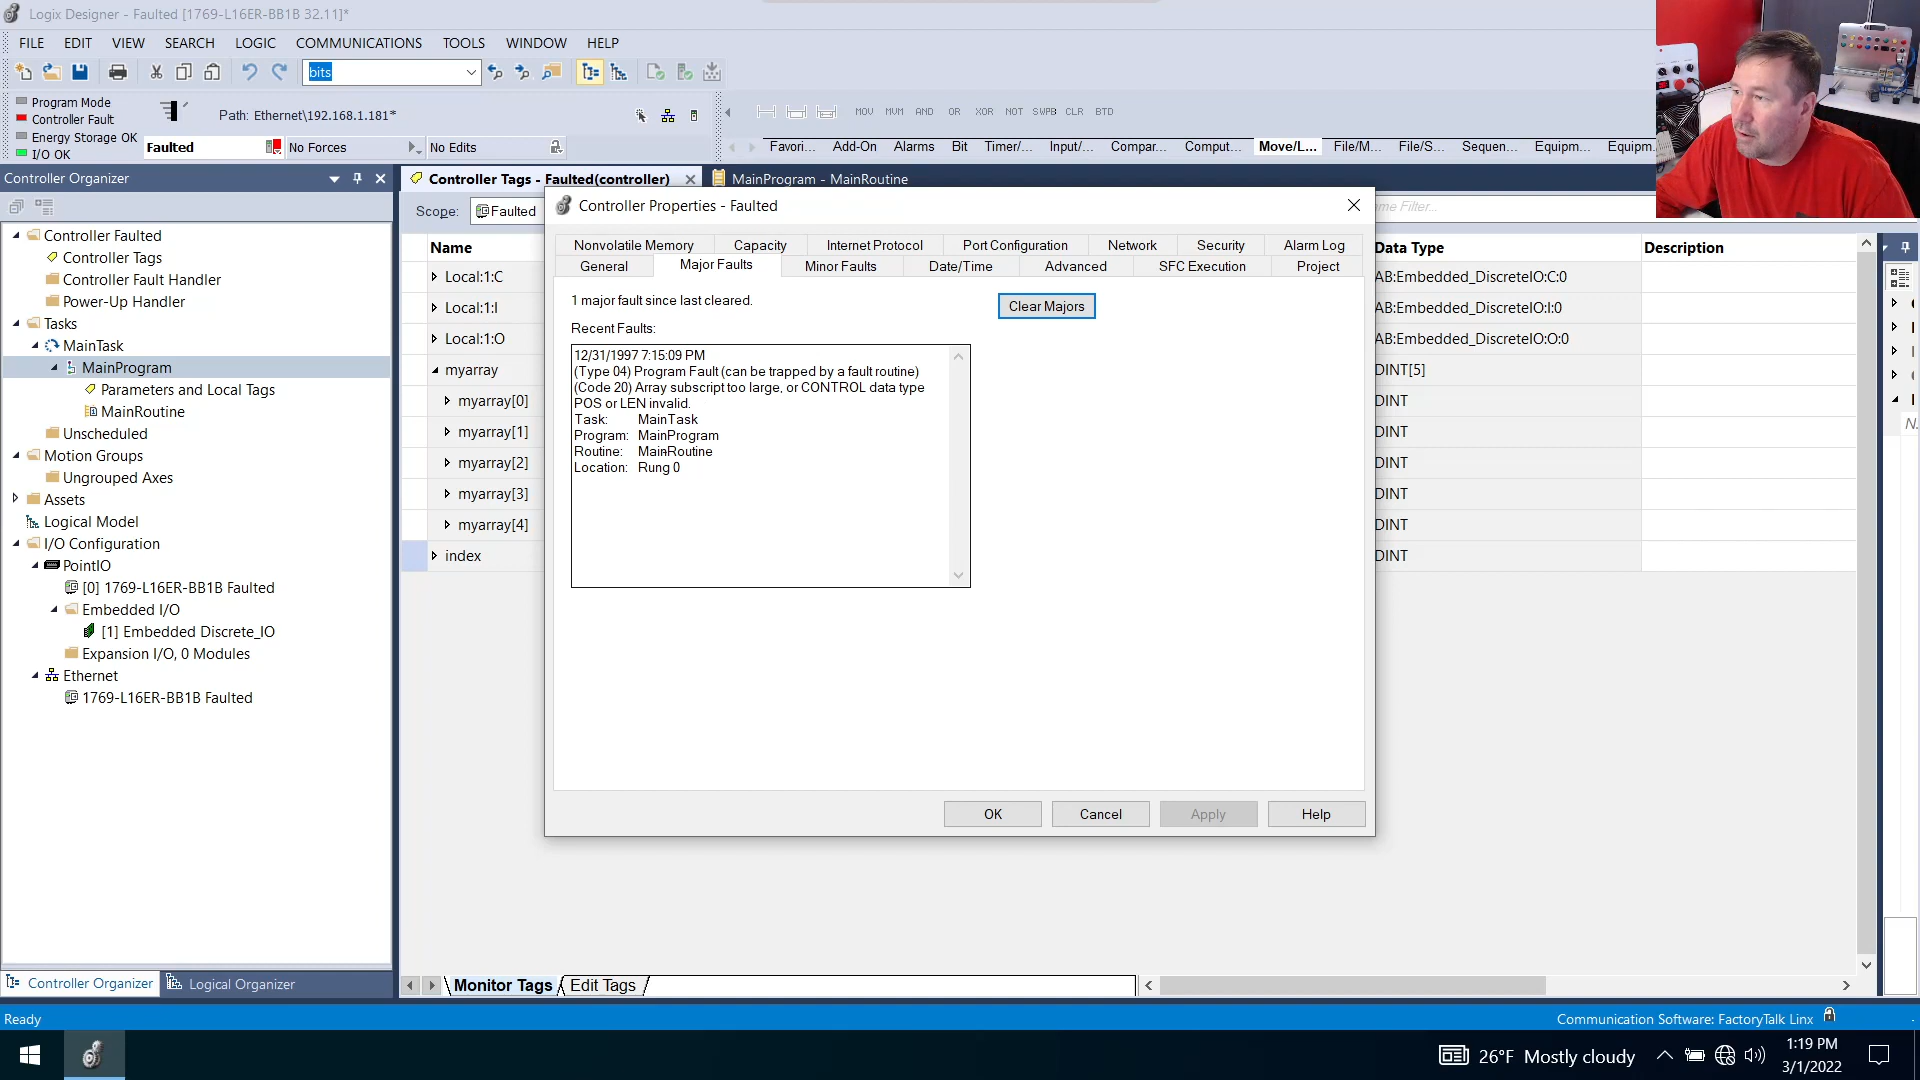 Logix Designer - Faulted [1769-L16ER-BB1B 32.11]*
FILE EDIT VIEW SEARCH LOGIC COMMUNICATIONS TOOLS WINDOW HELP
bits
Program Mode
Controller Fault
Energy Storage OK
I/O OK
Path: Ethernet\192.168.1.181*
Faulted
No Forces
No Edits
MOV MVM AND OR XOR NOT SWPB CLR BTD
Favori... Add-On Alarms Bit Timer/... Input/... Compar... Comput... Move/L... File/M... File/S... Sequen... Equipm... Equipm
Controller Organizer
Controller Faulted
Controller Tags
Controller Fault Handler
Power-Up Handler
Tasks
MainTask
MainProgram
Parameters and Local Tags
MainRoutine
Unscheduled
Motion Groups
Ungrouped Axes
Assets
Logical Model
I/O Configuration
PointIO
[0] 1769-L16ER-BB1B Faulted
Embedded I/O
[1] Embedded Discrete_IO
Expansion I/O, 0 Modules
Ethernet
1769-L16ER-BB1B Faulted
Controller Organizer
Logical Organizer
Controller Tags - Faulted(controller)
MainProgram - MainRoutine
Scope: Faulted
Name Data Type Description
Local:1:C AB:Embedded_DiscreteIO:C:0
Local:1:I AB:Embedded_DiscreteIO:I:0
Local:1:O AB:Embedded_DiscreteIO:O:0
myarray DINT[5]
myarray[0] DINT
myarray[1] DINT
myarray[2] DINT
myarray[3] DINT
myarray[4] DINT
index DINT
Monitor Tags Edit Tags
Controller Properties - Faulted
Nonvolatile Memory Capacity Internet Protocol Port Configuration Network Security Alarm Log
General Major Faults Minor Faults Date/Time Advanced SFC Execution Project
1 major fault since last cleared.
Clear Majors
Recent Faults:
12/31/1997 7:15:09 PM
(Type 04) Program Fault (can be trapped by a fault routine)
(Code 20) Array subscript too large, or CONTROL data type
POS or LEN invalid.
Task: MainTask
Program: MainProgram
Routine: MainRoutine
Location: Rung 0
OK Cancel Apply Help
Ready
Communication Software: FactoryTalk Linx
26°F Mostly cloudy
1:19 PM
3/1/2022